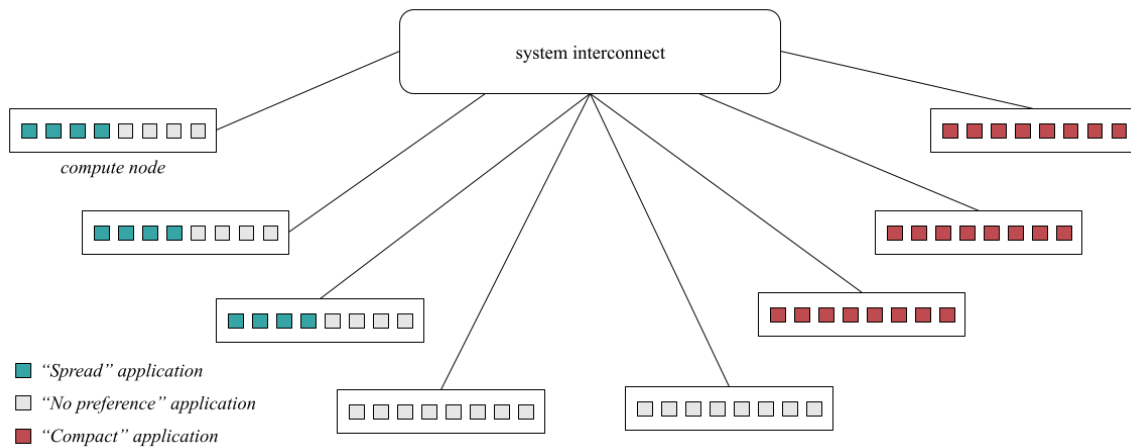 system interconnect
compute node
“Spread” application
“No preference” application
“Compact” application